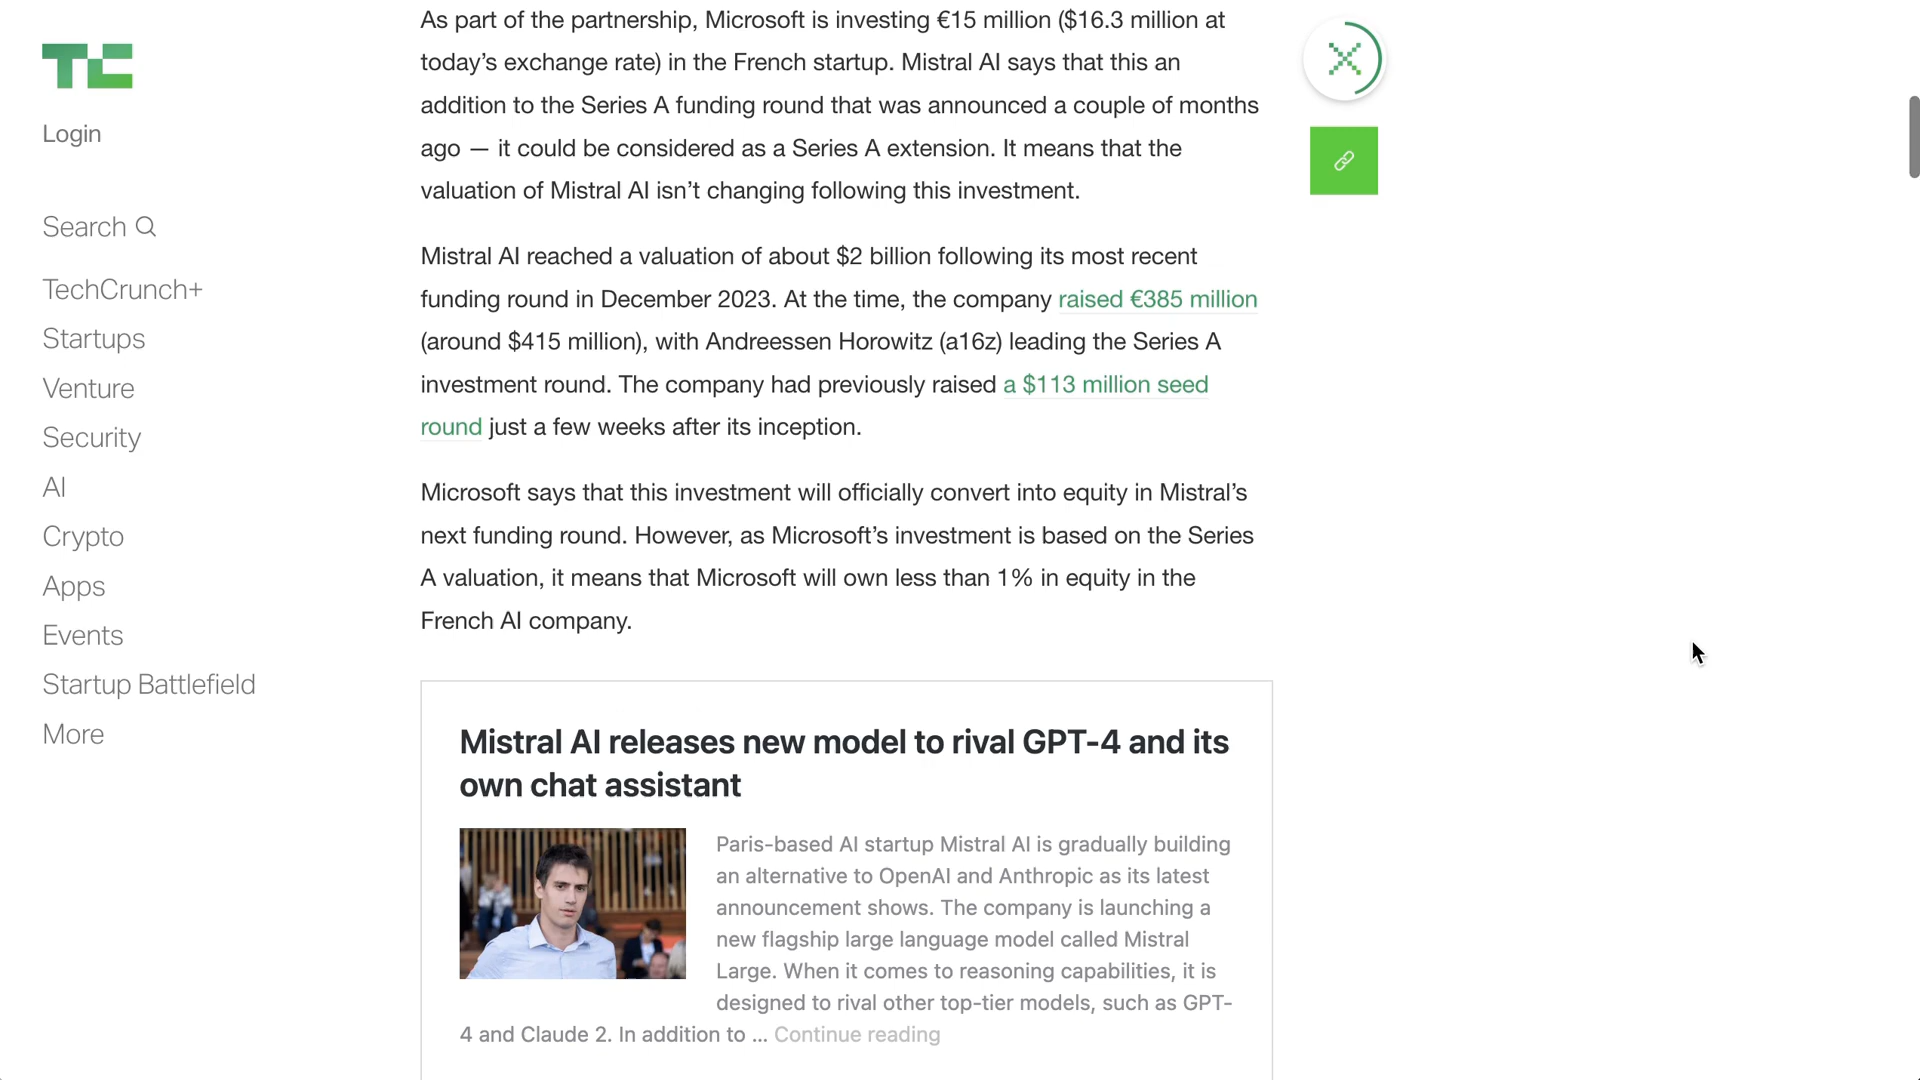 TC
Login
Search
TechCrunch+
Startups
Venture
Security
AI
Crypto
Apps
Events
Startup Battlefield
More
As part of the partnership, Microsoft is investing €15 million ($16.3 million at
today’s exchange rate) in the French startup. Mistral AI says that this an
addition to the Series A funding round that was announced a couple of months
ago — it could be considered as a Series A extension. It means that the
valuation of Mistral AI isn’t changing following this investment.
Mistral AI reached a valuation of about $2 billion following its most recent
funding round in December 2023. At the time, the company raised €385 million
(around $415 million), with Andreessen Horowitz (a16z) leading the Series A
investment round. The company had previously raised a $113 million seed
round just a few weeks after its inception.
Microsoft says that this investment will officially convert into equity in Mistral’s
next funding round. However, as Microsoft’s investment is based on the Series
A valuation, it means that Microsoft will own less than 1% in equity in the
French AI company.
Mistral AI releases new model to rival GPT-4 and its
own chat assistant
Paris-based AI startup Mistral AI is gradually building
an alternative to OpenAI and Anthropic as its latest
announcement shows. The company is launching a
new flagship large language model called Mistral
Large. When it comes to reasoning capabilities, it is
designed to rival other top-tier models, such as GPT-
4 and Claude 2. In addition to ... Continue reading